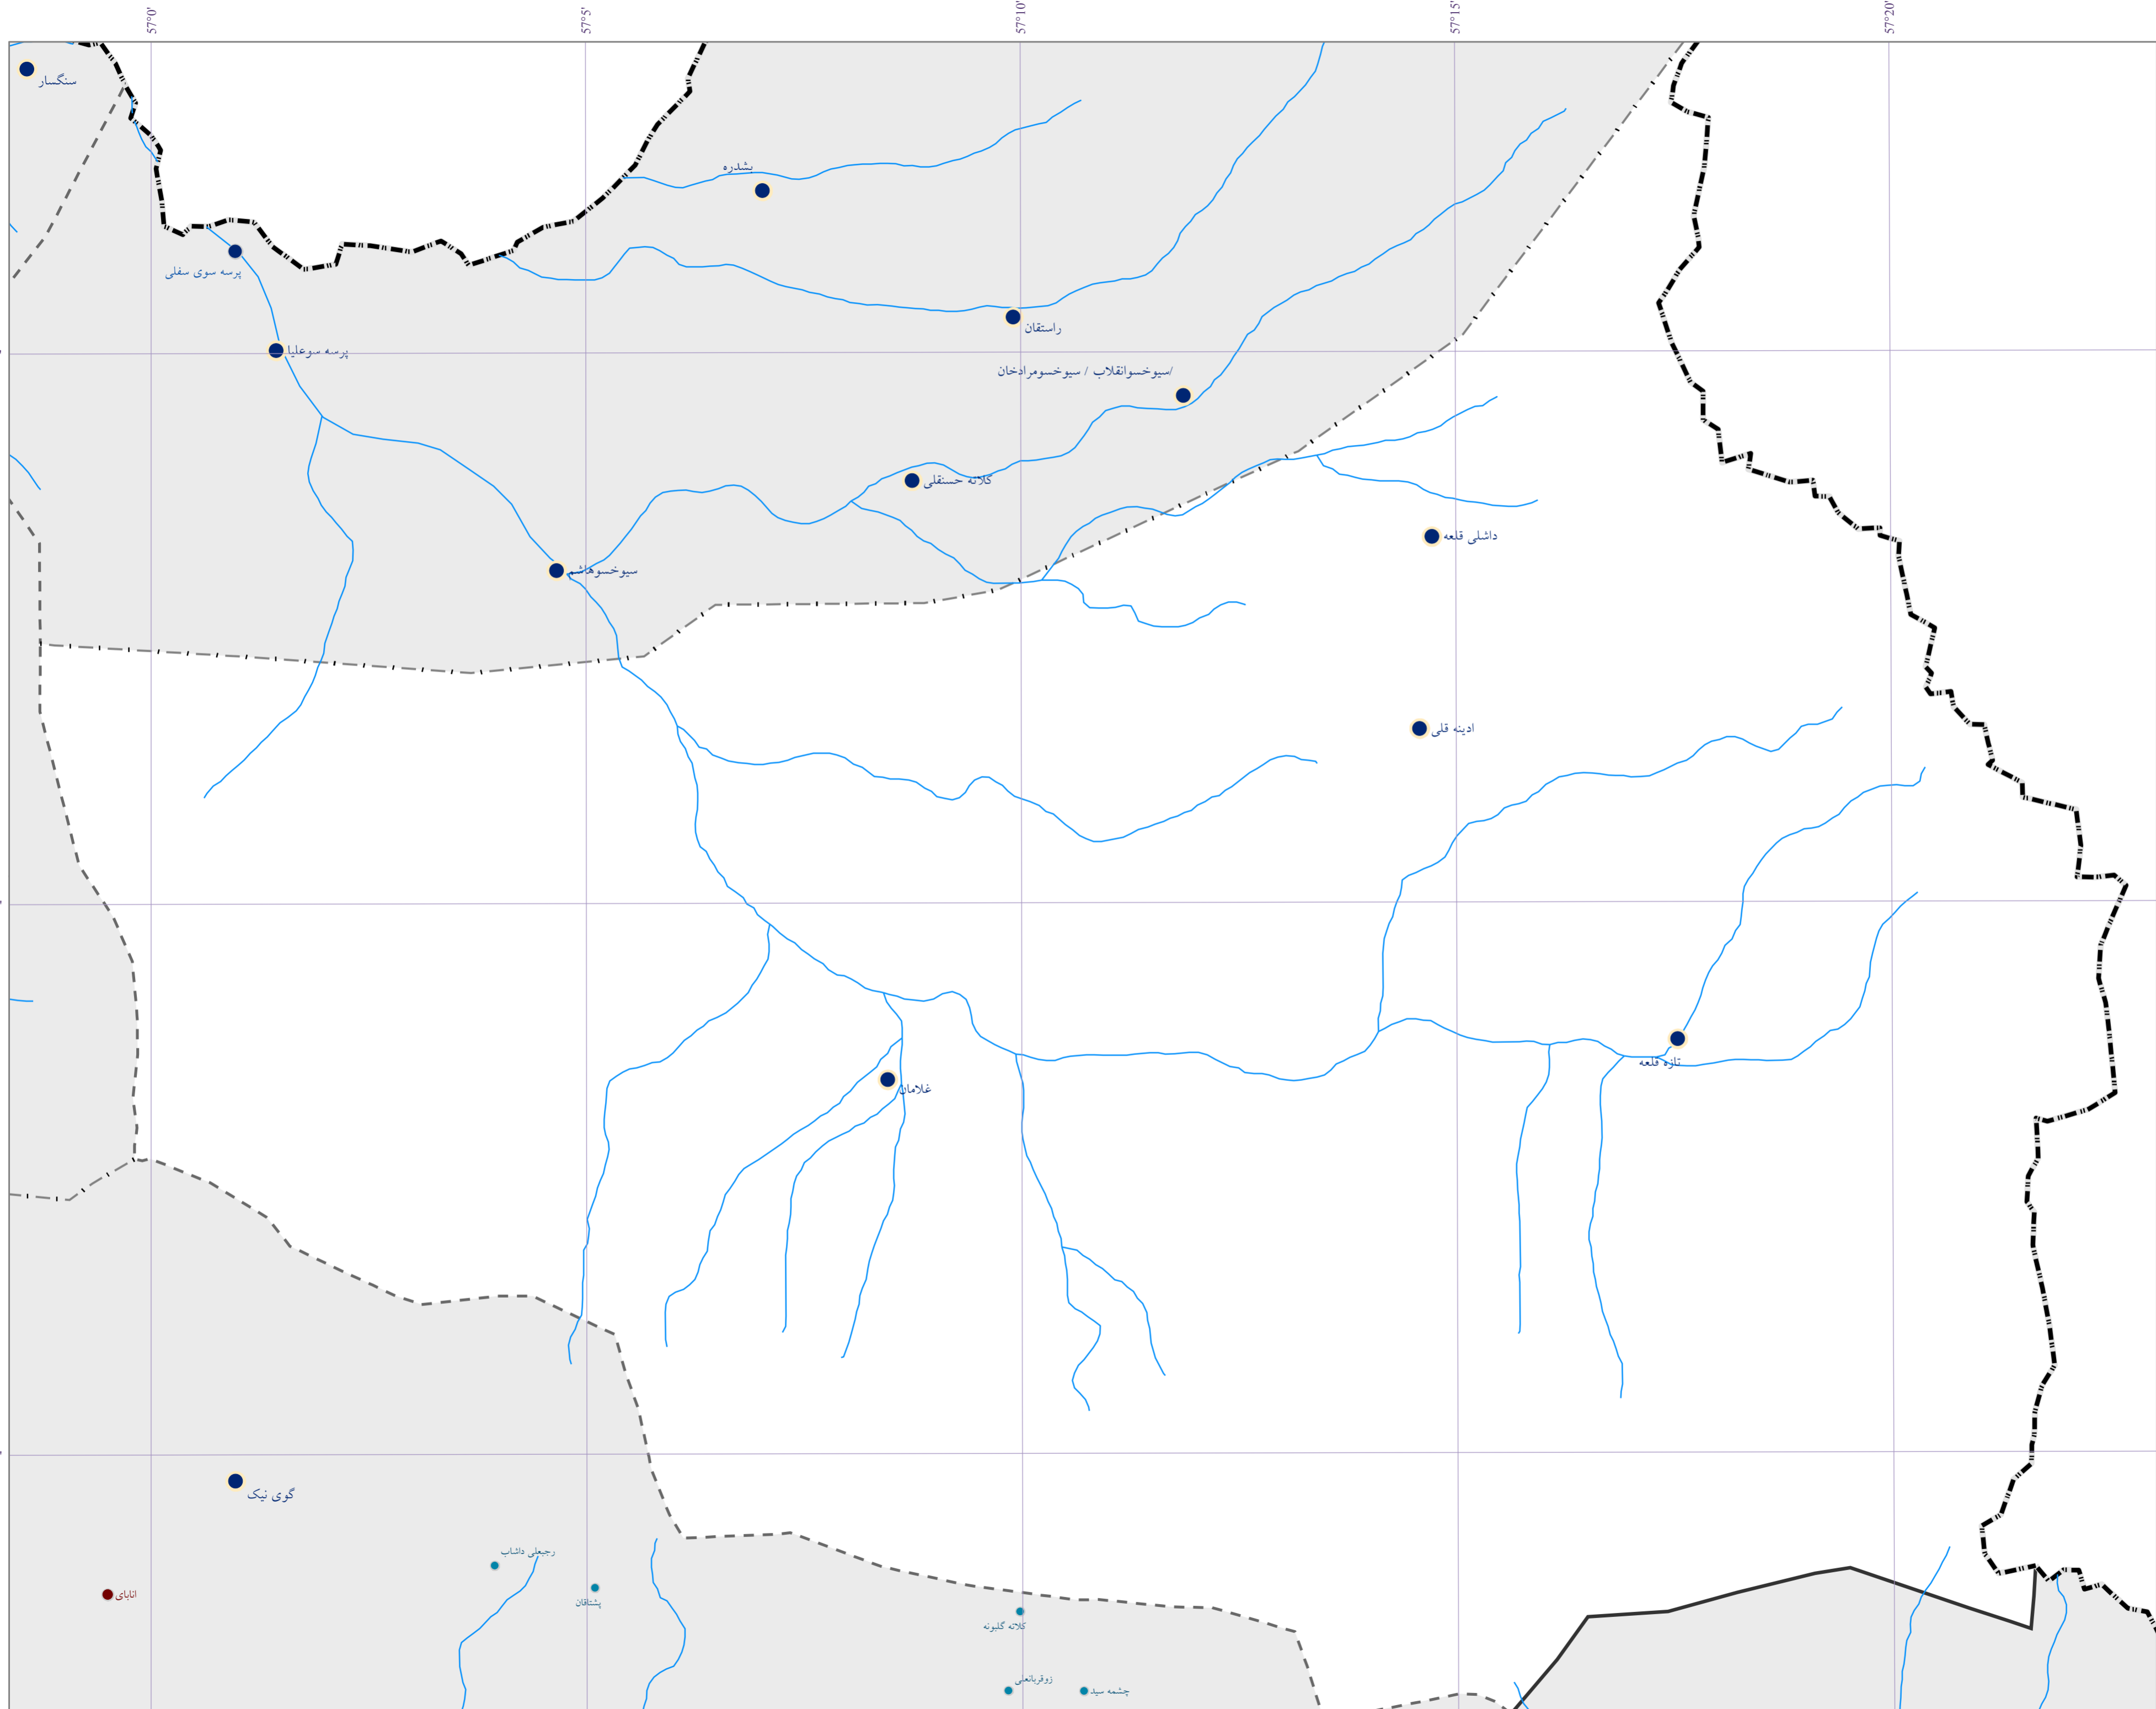 57°0'
57°5'
57°10'
57°15'
57°20'
سنگسار
بشدره
پرسه سوی سفلی
راستقان
پرسه سوعلیا
سیوخسوانقلاب / سیوخسومرادخان/
کلاته حسنقلی
داشلی قلعه
سیوخسوهاشم
ادینه قلی
تازه قلعه
غلامان
گوی نیک
رجبعلی داشاب
انابای
پشتاقان
کلاته گلبونه
زوقربانعلی
چشمه سید